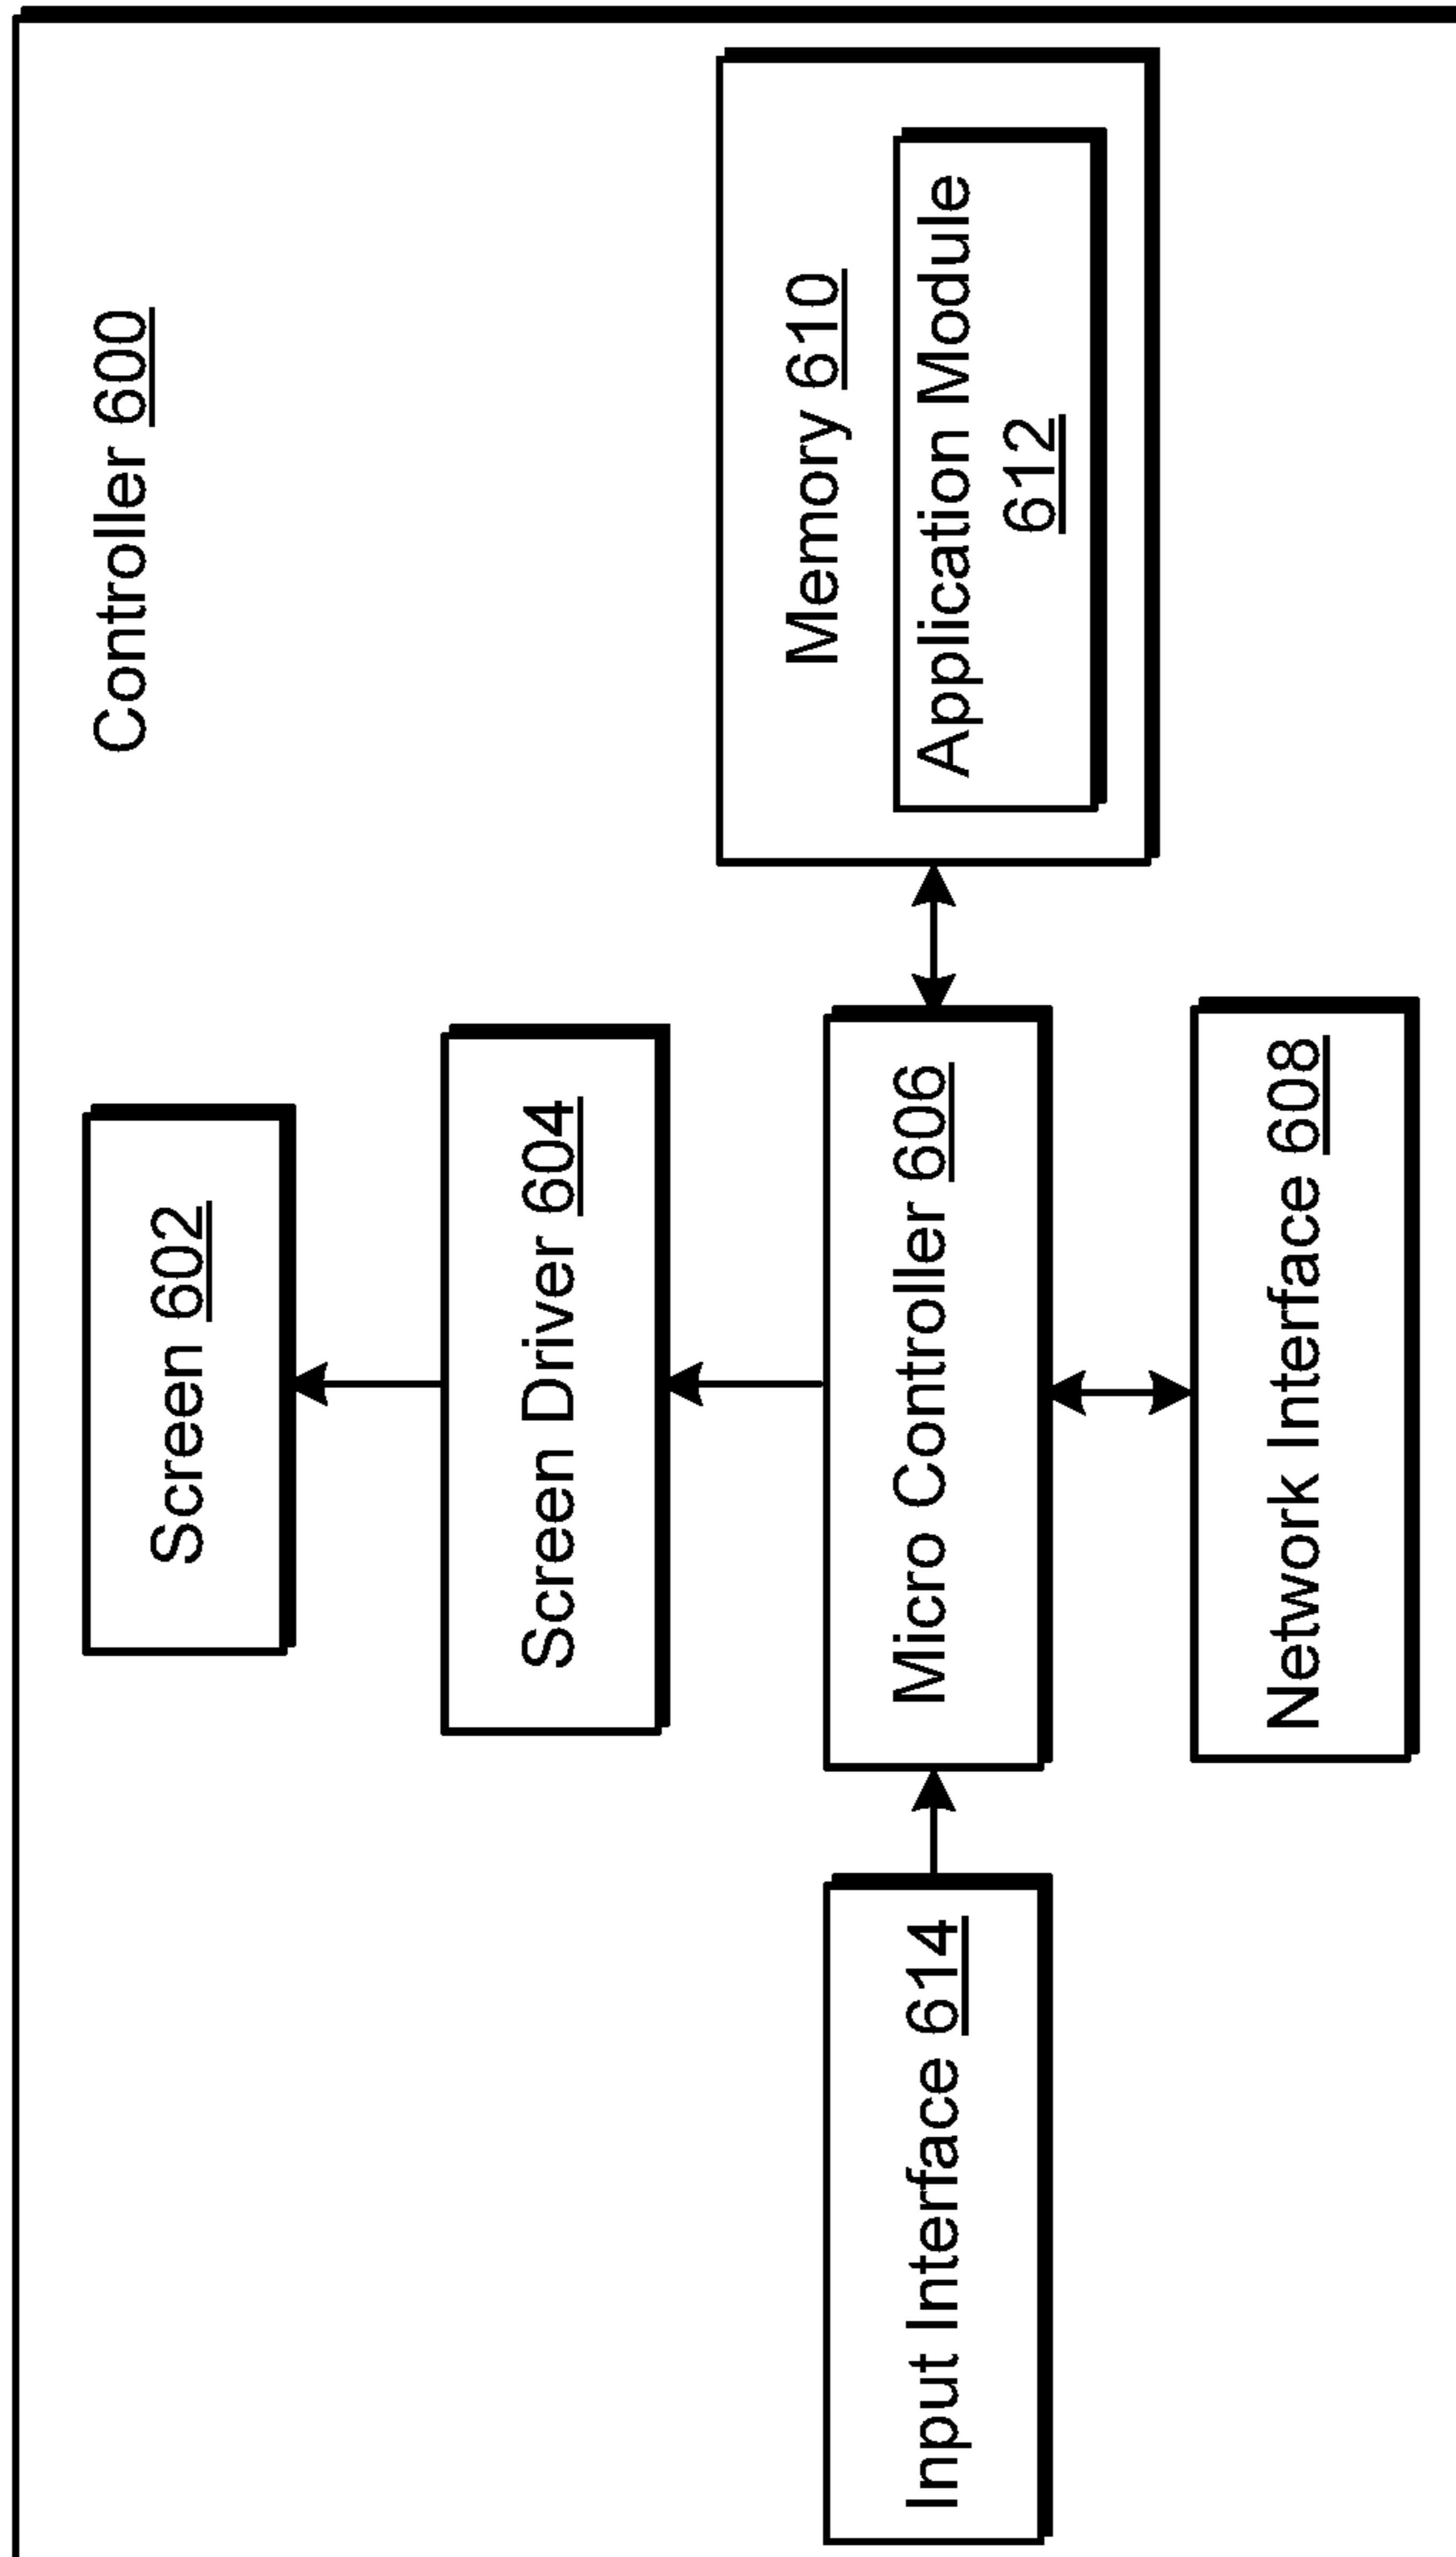 Controller 600
Screen 602
Screen Driver 604
Memory 610
Application Module
612
Input Interface 614
Micro Controller 606
Network Interface 608